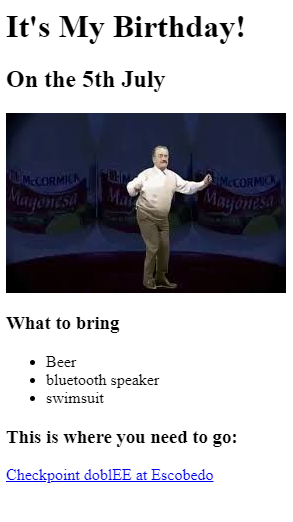 It's My Birthday!
On the 5th July
McCORMICK McCORMICK
Mayonesa Mayonesa
What to bring
Beer
bluetooth speaker
swimsuit
This is where you need to go:
Checkpoint doblEE at Escobedo